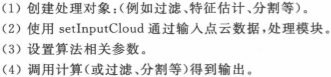 (1) 创建处理对象:(例如过滤、特征估计、分割等)。
(2) 使用 setInputCloud 通过输入点云数据,处理模块。
(3) 设置算法相关参数。
(4) 调用计算(或过滤、分割等)得到输出。